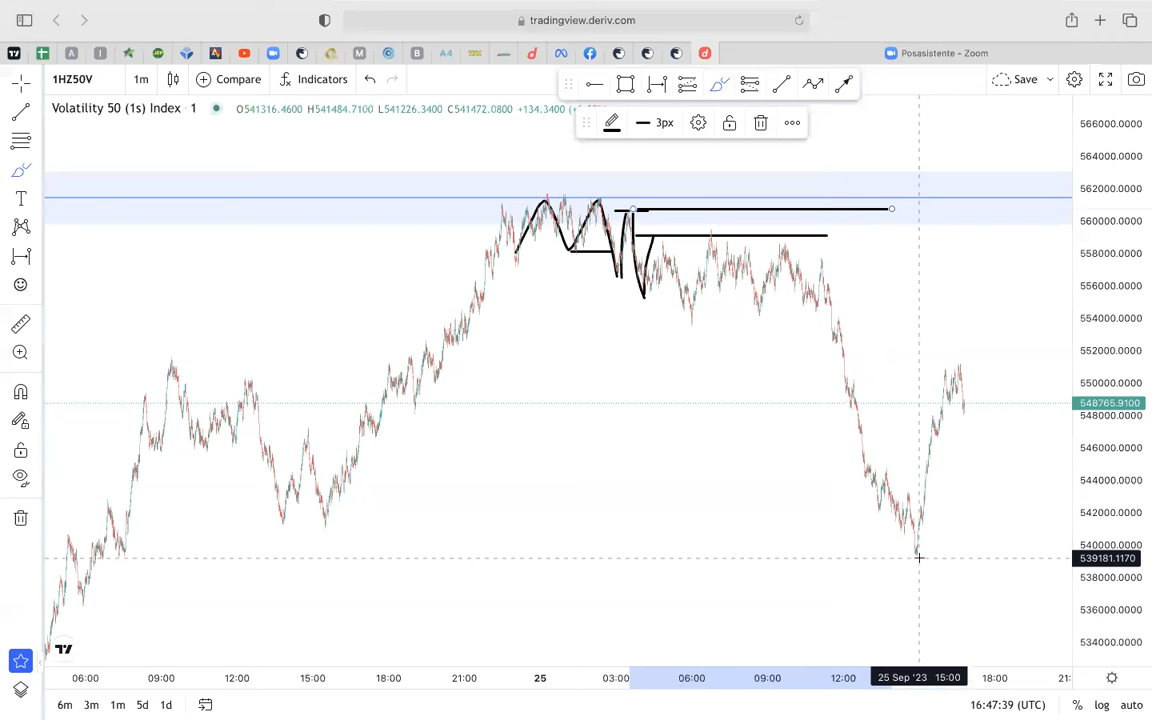 tradingview.deriv.com
A
I
JEF
M
B
A4
Posasistente - Zoom
1HZ50V
1m
Compare
Indicators
Save
Volatility 50 (1s) Index · 1
O541316.4600 H541484.7100 L541226.3400 C541472.0800 +134.3400
3px
566000.0000
564000.0000
562000.0000
560000.0000
558000.0000
556000.0000
554000.0000
552000.0000
550000.0000
548765.9100
548000.0000
546000.0000
544000.0000
542000.0000
540000.0000
539181.1170
538000.0000
536000.0000
534000.0000
06:00
09:00
12:00
15:00
18:00
21:00
25
03:00
06:00
09:00
12:00
25 Sep '23 15:00
18:00
21:
6m 3m 1m 5d 1d
16:47:39 (UTC)
% log auto